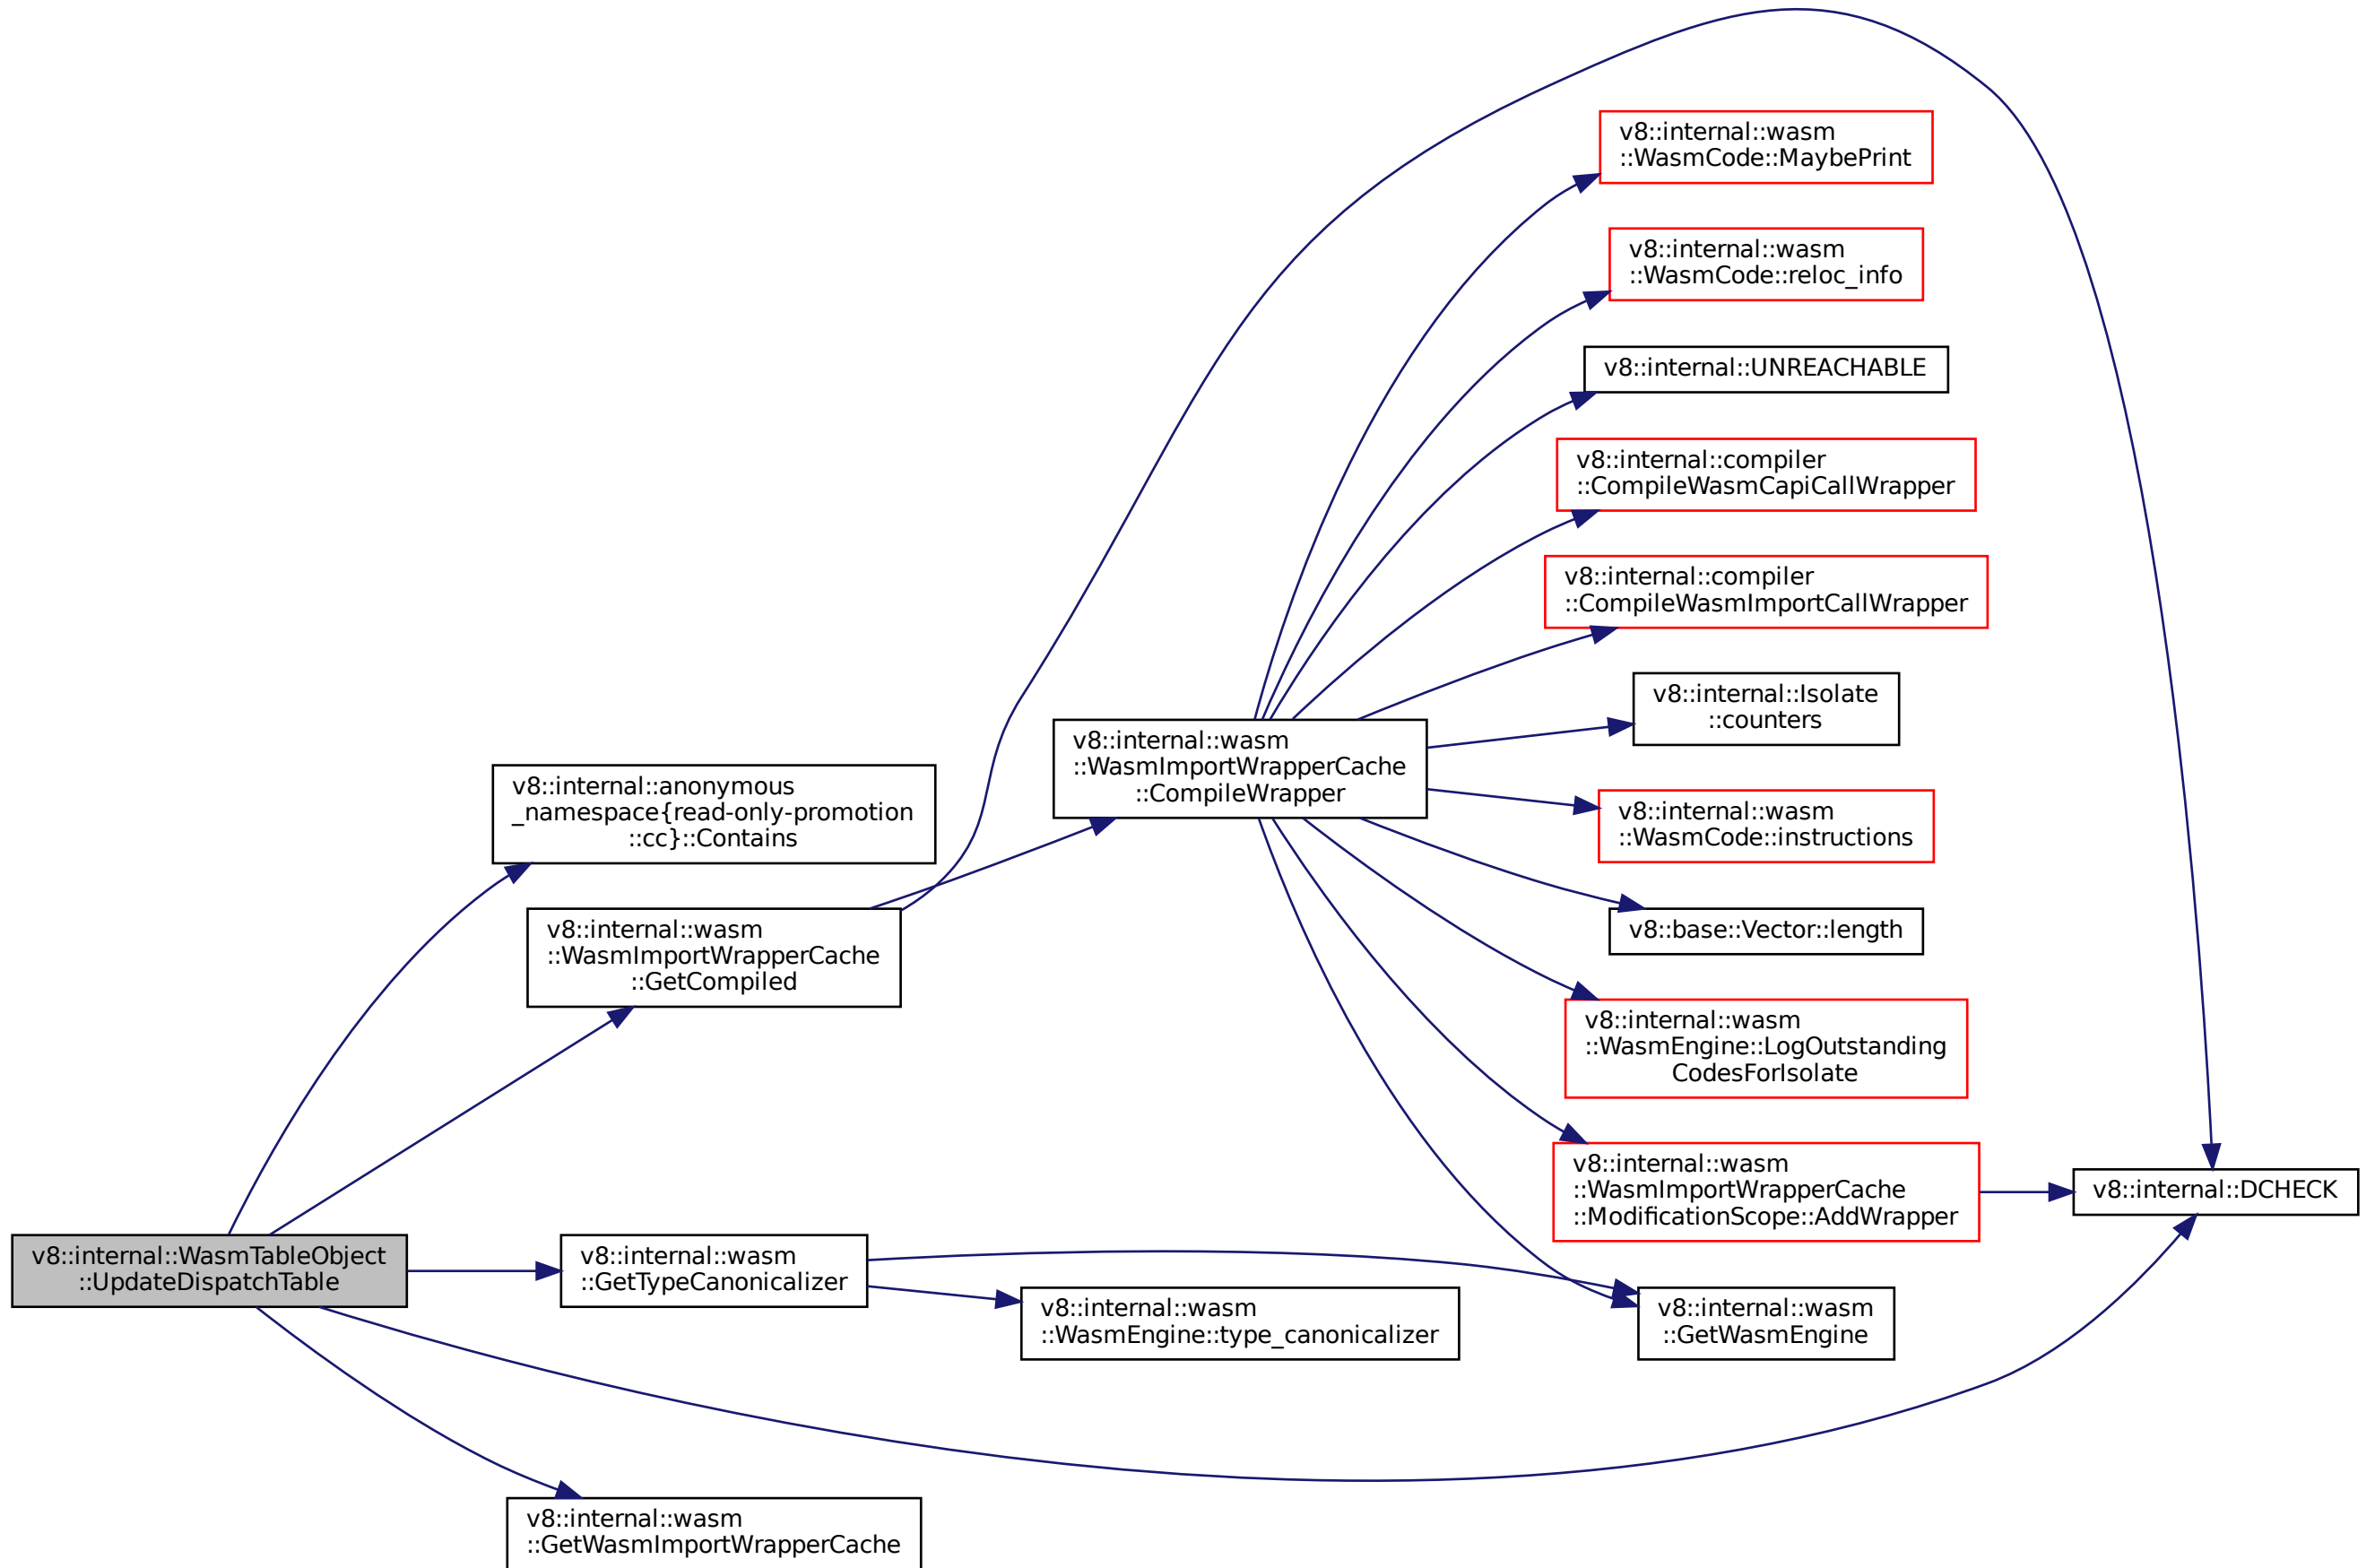 v8::internal::wasm
::WasmCode::MaybePrint
v8::internal::wasm
::WasmCode::reloc_info
v8::internal::UNREACHABLE
v8::internal::compiler
::CompileWasmCapiCallWrapper
v8::internal::compiler
::CompileWasmImportCallWrapper
v8::internal::Isolate
::counters
v8::internal::wasm
::WasmImportWrapperCache
::CompileWrapper
v8::internal::anonymous
_namespace{read-only-promotion
::cc}::Contains
v8::internal::wasm
::WasmCode::instructions
v8::internal::wasm
::WasmImportWrapperCache
::GetCompiled
v8::base::Vector::length
v8::internal::wasm
::WasmEngine::LogOutstanding
CodesForIsolate
v8::internal::wasm
::WasmImportWrapperCache
::ModificationScope::AddWrapper
v8::internal::DCHECK
v8::internal::WasmTableObject
::UpdateDispatchTable
v8::internal::wasm
::GetTypeCanonicalizer
v8::internal::wasm
::WasmEngine::type_canonicalizer
v8::internal::wasm
::GetWasmEngine
v8::internal::wasm
::GetWasmImportWrapperCache